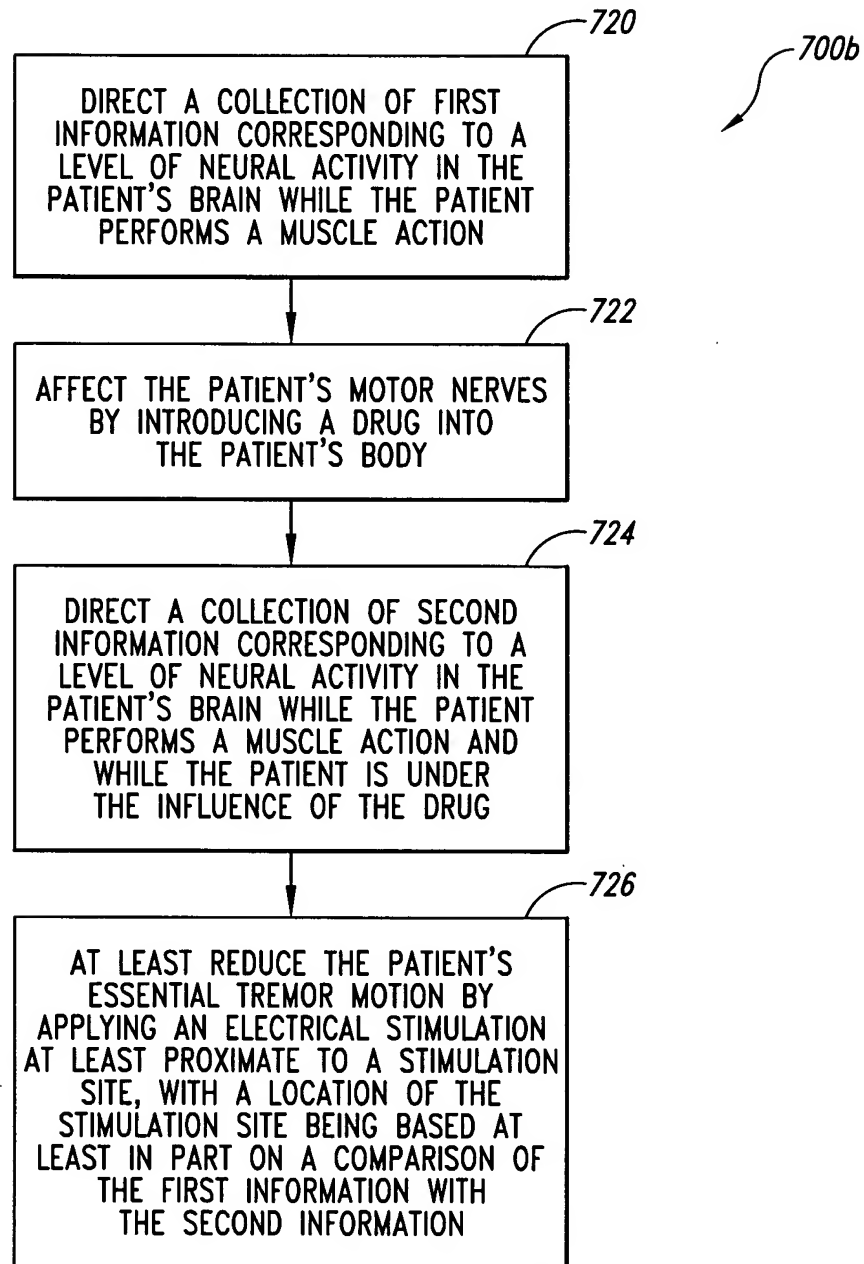 720
700b
DIRECT A COLLECTION OF FIRST
INFORMATION CORRESPONDING TO A
LEVEL OF NEURAL ACTIVITY IN THE
PATIENT'S BRAIN WHILE THE PATIENT
PERFORMS A MUSCLE ACTION
722
AFFECT THE PATIENT'S MOTOR NERVES
BY INTRODUCING A DRUG INTO
THE PATIENT'S BODY
724
DIRECT A COLLECTION OF SECOND
INFORMATION CORRESPONDING TO A
LEVEL OF NEURAL ACTIVITY IN THE
PATIENT'S BRAIN WHILE THE PATIENT
PERFORMS A MUSCLE ACTION AND
WHILE THE PATIENT IS UNDER
THE INFLUENCE OF THE DRUG
726
AT LEAST REDUCE THE PATIENT'S
ESSENTIAL TREMOR MOTION BY
APPLYING AN ELECTRICAL STIMULATION
AT LEAST PROXIMATE TO A STIMULATION
SITE, WITH A LOCATION OF THE
STIMULATION SITE BEING BASED AT
LEAST IN PART ON A COMPARISON OF
THE FIRST INFORMATION WITH
THE SECOND INFORMATION